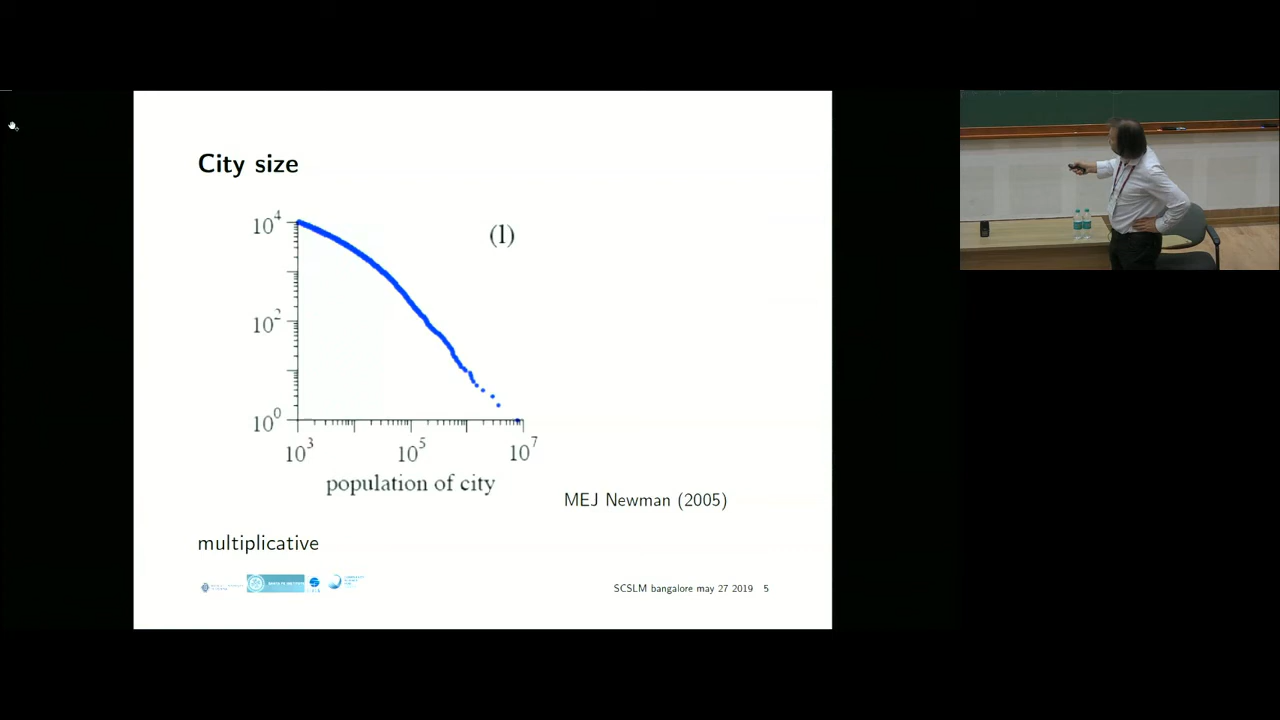 City size
10^4
(l)
10^2
10^0
10^3 10^5 10^7
population of city
MEJ Newman (2005)
multiplicative
SCSLM bangalore may 27 2019 5